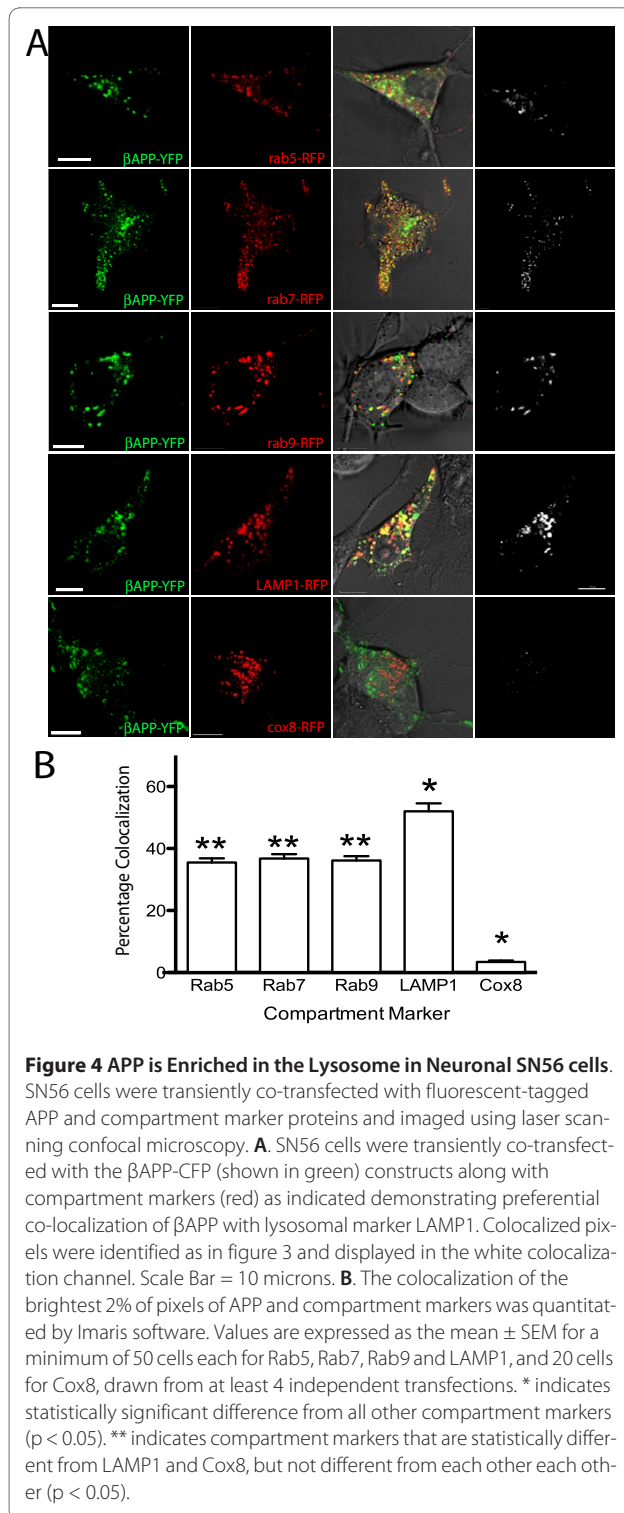 A
βAPP-YFP rab5-RFP
βAPP-YFP rab7-RFP
βAPP-YFP rab9-RFP
βAPP-YFP LAMP1-RFP
βAPP-YFP cox8-RFP
B
Percentage Colocalization
60
40
20
0
** ** ** * *
Rab5 Rab7 Rab9 LAMP1 Cox8
Compartment Marker
Figure 4 APP is Enriched in the Lysosome in Neuronal SN56 cells.
SN56 cells were transiently co-transfected with fluorescent-tagged
APP and compartment marker proteins and imaged using laser scan-
ning confocal microscopy. A. SN56 cells were transiently co-transfect-
ed with the βAPP-CFP (shown in green) constructs along with
compartment markers (red) as indicated demonstrating preferential
co-localization of βAPP with lysosomal marker LAMP1. Colocalized pix-
els were identified as in figure 3 and displayed in the white colocaliza-
tion channel. Scale Bar = 10 microns. B. The colocalization of the
brightest 2% of pixels of APP and compartment markers was quantitat-
ed by Imaris software. Values are expressed as the mean ± SEM for a
minimum of 50 cells each for Rab5, Rab7, Rab9 and LAMP1, and 20 cells
for Cox8, drawn from at least 4 independent transfections. * indicates
statistically significant difference from all other compartment markers
(p < 0.05). ** indicates compartment markers that are statistically differ-
ent from LAMP1 and Cox8, but not different from each other each oth-
er (p < 0.05).